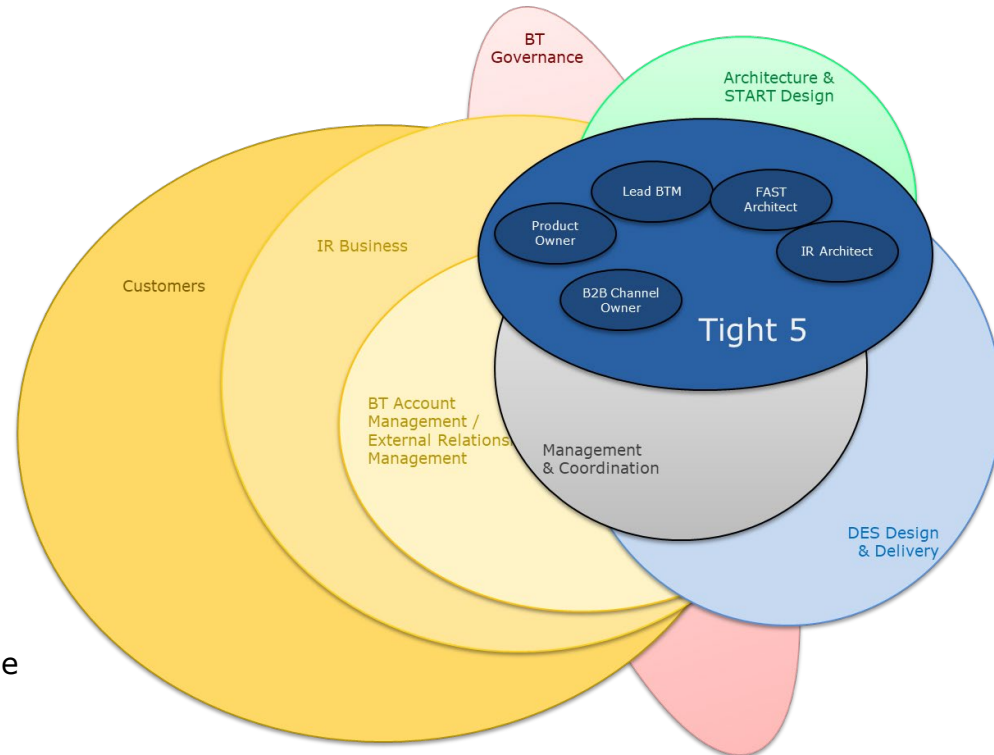 BT
Governance
Architecture &
START Design
Lead BTM
FAST
Architect
Product
Owner
IR Architect
IR Business
Customers
B2B Channel
Owner
Tight 5
BT Account
Management /
External Relations
Management
Management
& Coordination
DES Design
& Delivery
e